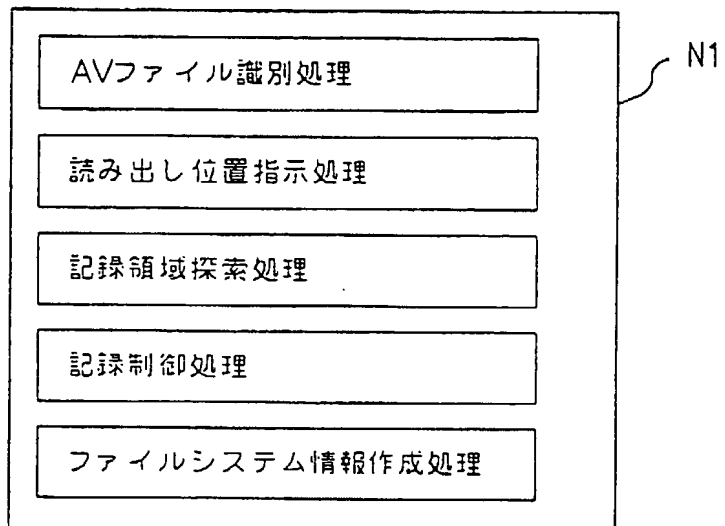 AVファイル識別処理
N1
読み出し位置指示処理
記録領域探索処理
記録制御処理
ファイルシステム情報作成処理